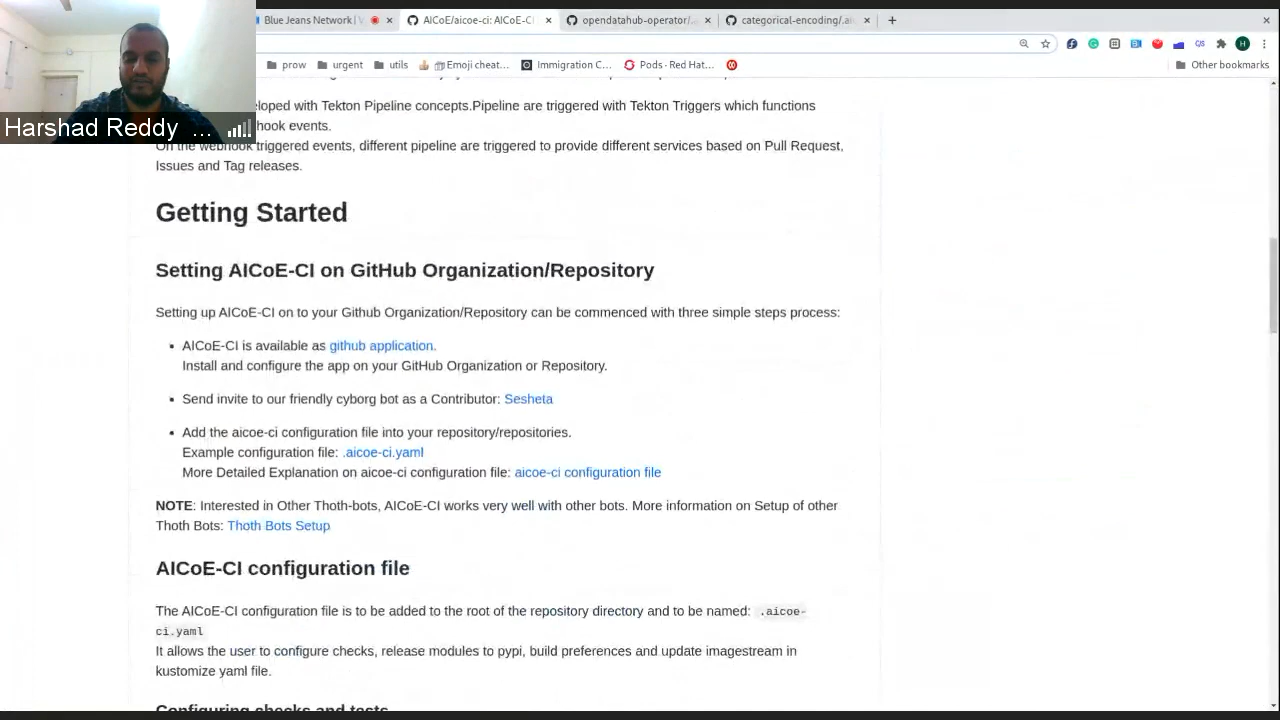 Blue Jeans Network | V
AICoE/aicoe-ci: AICoE-CI
opendatahub-operator/.
categorical-encoding/.ai
prow
urgent
utils
Emoji cheat...
Immigration C...
Pods · Red Hat...
Other bookmarks
Harshad Reddy ...
eloped with Tekton Pipeline concepts.Pipeline are triggered with Tekton Triggers which functions
hook events.
On the webhook triggered events, different pipeline are triggered to provide different services based on Pull Request,
Issues and Tag releases.
Getting Started
Setting AICoE-CI on GitHub Organization/Repository
Setting up AICoE-CI on to your Github Organization/Repository can be commenced with three simple steps process:
• AICoE-CI is available as github application.
Install and configure the app on your GitHub Organization or Repository.
• Send invite to our friendly cyborg bot as a Contributor: Sesheta
• Add the aicoe-ci configuration file into your repository/repositories.
Example configuration file: .aicoe-ci.yaml
More Detailed Explanation on aicoe-ci configuration file: aicoe-ci configuration file
NOTE: Interested in Other Thoth-bots, AICoE-CI works very well with other bots. More information on Setup of other
Thoth Bots: Thoth Bots Setup
AICoE-CI configuration file
The AICoE-CI configuration file is to be added to the root of the repository directory and to be named: .aicoe-
ci.yaml
It allows the user to configure checks, release modules to pypi, build preferences and update imagestream in
kustomize yaml file.
Configuring checks and tests